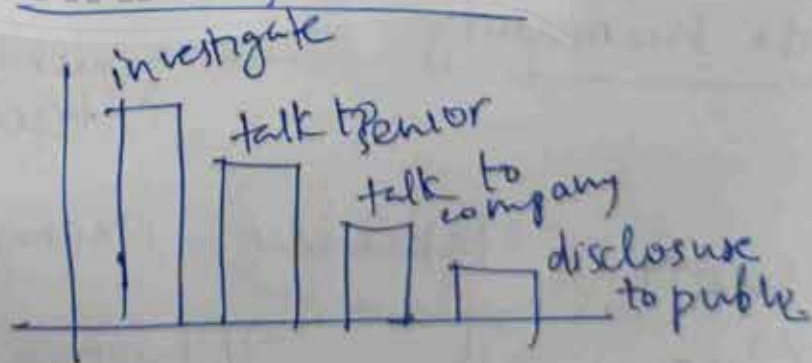 investigate
talk to senior
talk to
company
disclosure
to public